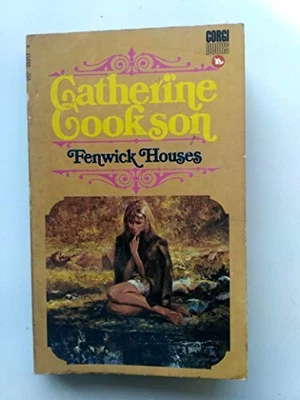 CORGI
BOOKS
Catherine
Cookson
Fenwick Houses